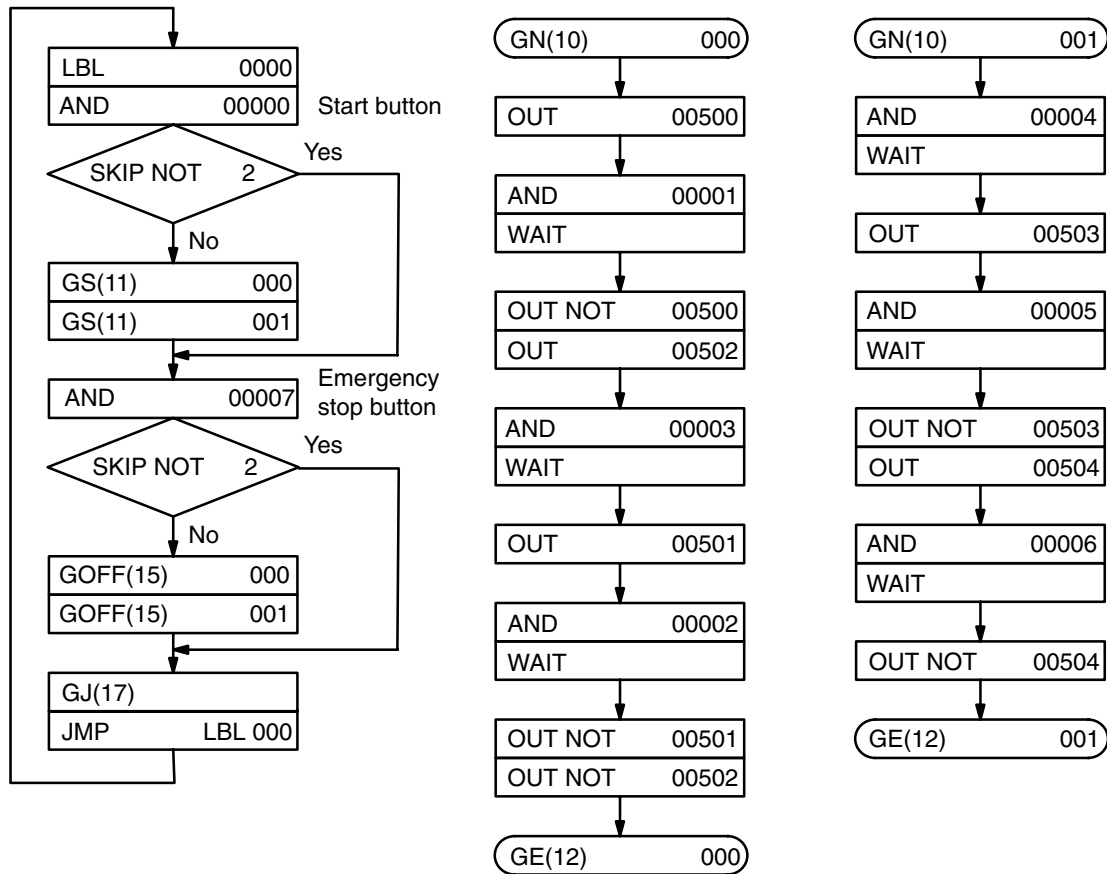 LBL 0000
AND 00000
Start button
SKIP NOT 2
Yes
No
GS(11) 000
GS(11) 001
AND 00007
Emergency
stop button
SKIP NOT 2
Yes
No
GOFF(15) 000
GOFF(15) 001
GJ(17)
JMP LBL 000
GN(10) 000
OUT 00500
AND 00001
WAIT
OUT NOT 00500
OUT 00502
AND 00003
WAIT
OUT 00501
AND 00002
WAIT
OUT NOT 00501
OUT NOT 00502
GE(12) 000
GN(10) 001
AND 00004
WAIT
OUT 00503
AND 00005
WAIT
OUT NOT 00503
OUT 00504
AND 00006
WAIT
OUT NOT 00504
GE(12) 001